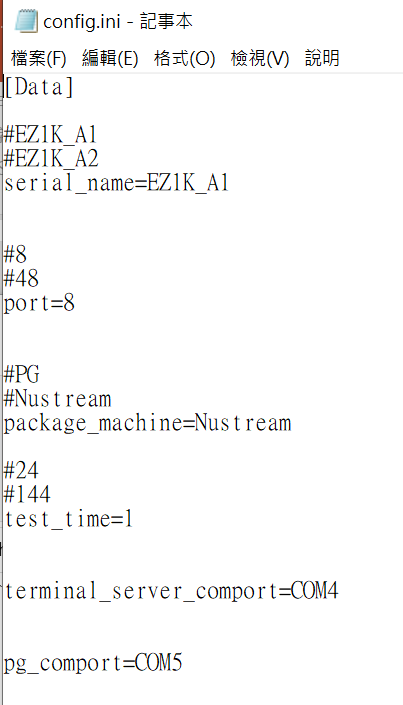 config.ini - 記事本
檔案(F) 編輯(E) 格式(O) 檢視(V) 說明
[Data]
#EZ1K_A1
#EZ1K_A2
serial_name=EZ1K_A1
#8
#48
port=8
#PG
#Nustream
package_machine=Nustream
#24
#144
test_time=1
terminal_server_comport=COM4
pg_comport=COM5